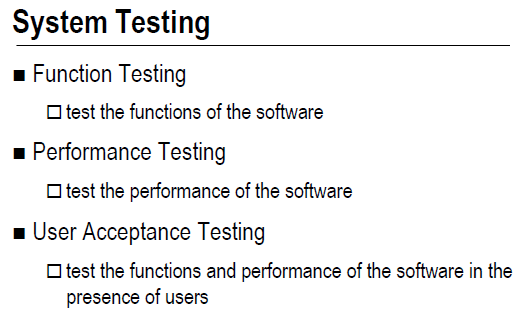 System Testing
■ Function Testing
□ test the functions of the software
■ Performance Testing
□ test the performance of the software
■ User Acceptance Testing
□ test the functions and performance of the software in the
presence of users